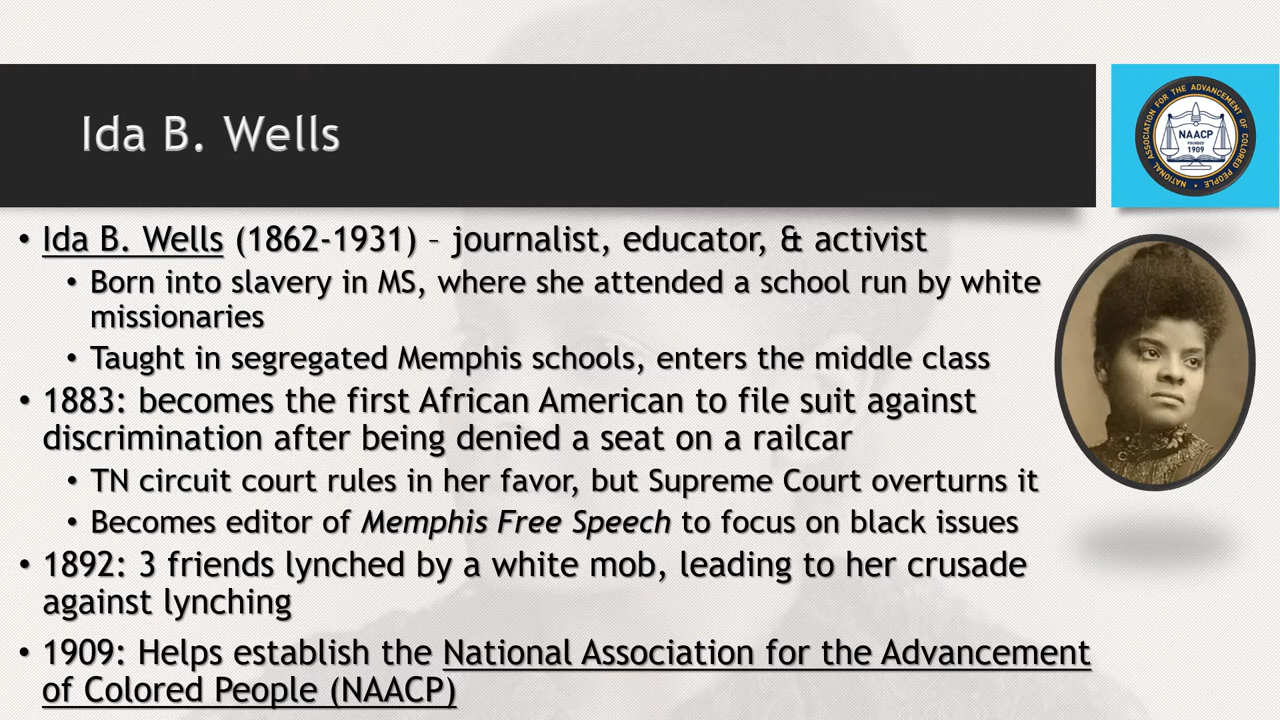 Ida B. Wells
NATIONAL ASSOCIATION FOR THE ADVANCEMENT OF COLORED PEOPLE
NAACP
FOUNDED
1909
• Ida B. Wells (1862-1931) – journalist, educator, & activist
• Born into slavery in MS, where she attended a school run by white
missionaries
• Taught in segregated Memphis schools, enters the middle class
• 1883: becomes the first African American to file suit against
discrimination after being denied a seat on a railcar
• TN circuit court rules in her favor, but Supreme Court overturns it
• Becomes editor of Memphis Free Speech to focus on black issues
• 1892: 3 friends lynched by a white mob, leading to her crusade
against lynching
• 1909: Helps establish the National Association for the Advancement
of Colored People (NAACP)